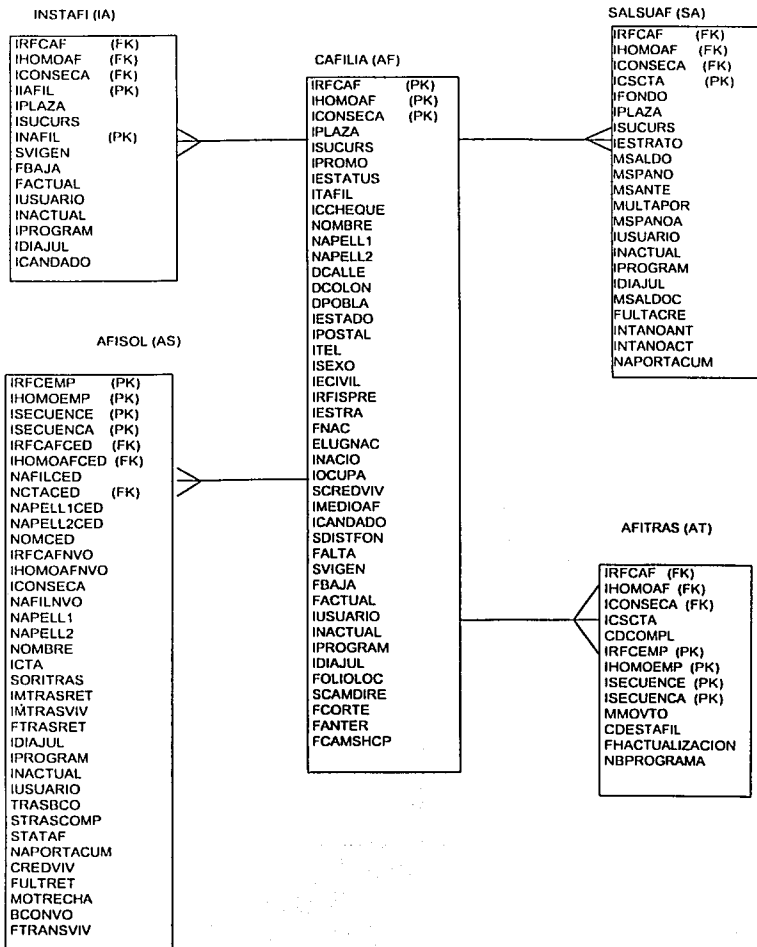 INSTAFI (IA)
IRFCAF (FK)
IHOMOAF (FK)
ICONSECA (FK)
IIAFIL (PK)
IPLAZA
ISUCURS
INAFIL (PK)
SVIGEN
FBAJA
FACTUAL
IUSUARIO
INACTUAL
IPROGRAM
IDIAJUL
ICANDADO
CAFILIA (AF)
IRFCAF (PK)
IHOMOAF (PK)
ICONSECA (PK)
IPLAZA
ISUCURS
IPROMO
IESTATUS
ITAFIL
ICCHEQUE
NOMBRE
NAPELL1
NAPELL2
DCALLE
DCOLON
DPOBLA
IESTADO
IPOSTAL
ITEL
ISEXO
IECIVIL
IRFISPRE
IESTRA
FNAC
ELUGNAC
INACIO
IOCUPA
SCREDVIV
IMEDIOAF
ICANDADO
SDISTFON
FALTA
SVIGEN
FBAJA
FACTUAL
IUSUARIO
INACTUAL
IPROGRAM
IDIAJUL
FOLIOLOC
SCAMDIRE
FCORTE
FANTER
FCAMSHCP
SALSUAF (SA)
IRFCAF (FK)
IHOMOAF (FK)
ICONSECA (FK)
ICSCTA (PK)
IFONDO
IPLAZA
ISUCURS
IESTRATO
MSALDO
MSPANO
MSANTE
MULTAPOR
MSPANOA
IUSUARIO
INACTUAL
IPROGRAM
IDIAJUL
MSALDOC
FULTACRE
INTANOANT
INTANOACT
NAPORTACUM
AFISOL (AS)
IRFCEMP (PK)
IHOMOEMP (PK)
ISECUENCE (PK)
ISECUENCA (PK)
IRFCAFCED (FK)
IHOMOAFCED (FK)
NAFILCED
NCTACED (FK)
NAPELL1CED
NAPELL2CED
NOMCED
IRFCAFNVO
IHOMOAFNVO
ICONSECA
NAFILNVO
NAPELL1
NAPELL2
NOMBRE
ICTA
SORITRAS
IMTRASRET
IMTRASVIV
FTRASRET
IDIAJUL
IPROGRAM
INACTUAL
IUSUARIO
TRASBCO
STRASCOMP
STATAF
NAPORTACUM
CREDVIV
FULTRET
MOTRECHA
BCONVO
FTRANSVIV
AFITRAS (AT)
IRFCAF (FK)
IHOMOAF (FK)
ICONSECA (FK)
ICSCTA
CDCOMPL
IRFCEMP (PK)
IHOMOEMP (PK)
ISECUENCE (PK)
ISECUENCA (PK)
MMOVTO
CDESTAFIL
FHACTUALIZACION
NBPROGRAMA